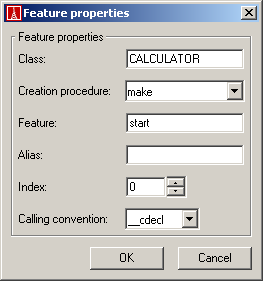 Feature properties
Feature properties
Class: CALCULATOR
Creation procedure: make
Feature: start
Alias:
Index: 0
Calling convention: __cdecl
OK Cancel